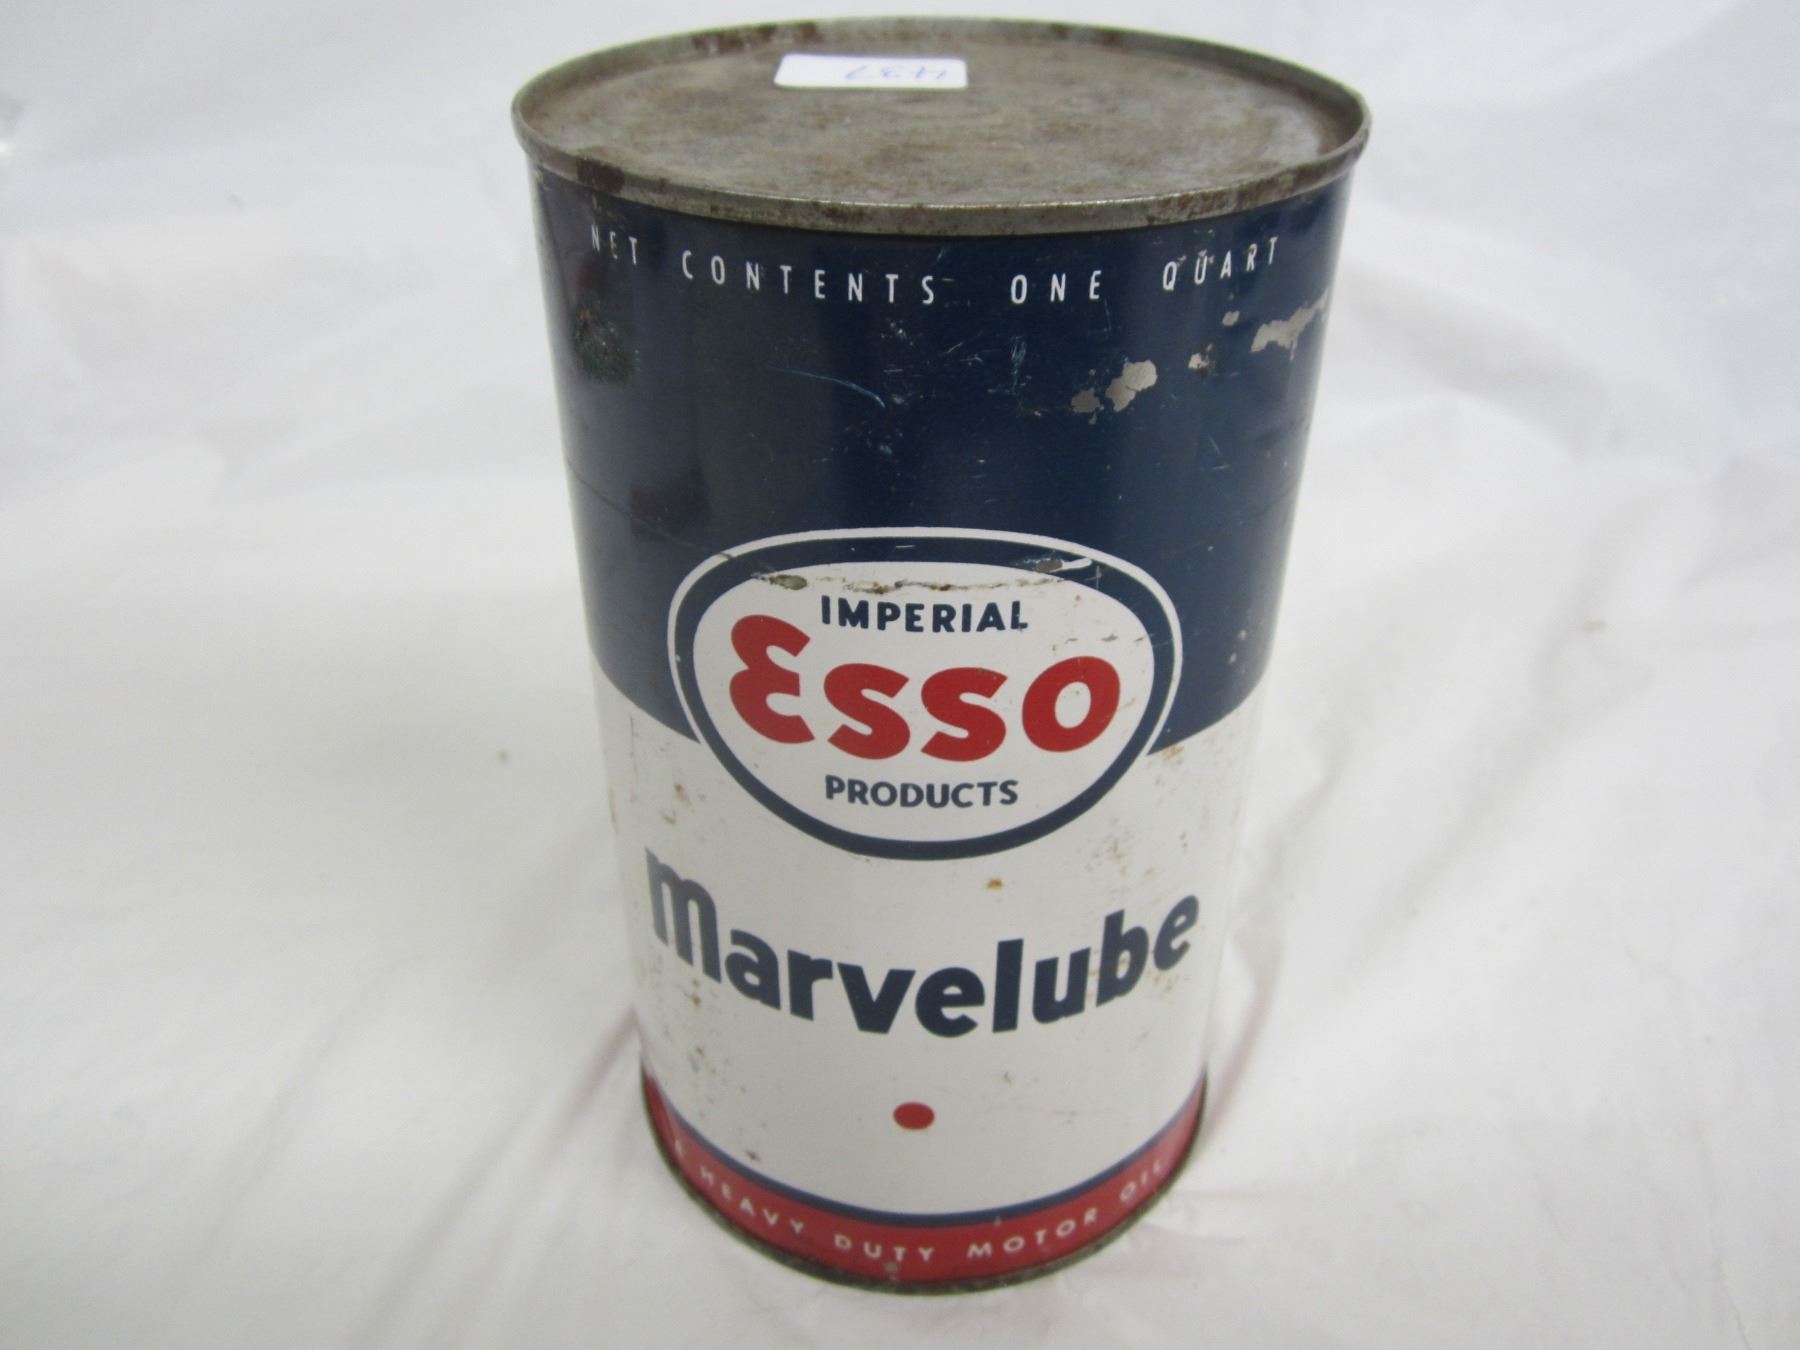 437
NET CONTENTS ONE QUART
IMPERIAL
Esso
PRODUCTS
Marvelube
A HEAVY DUTY MOTOR OIL